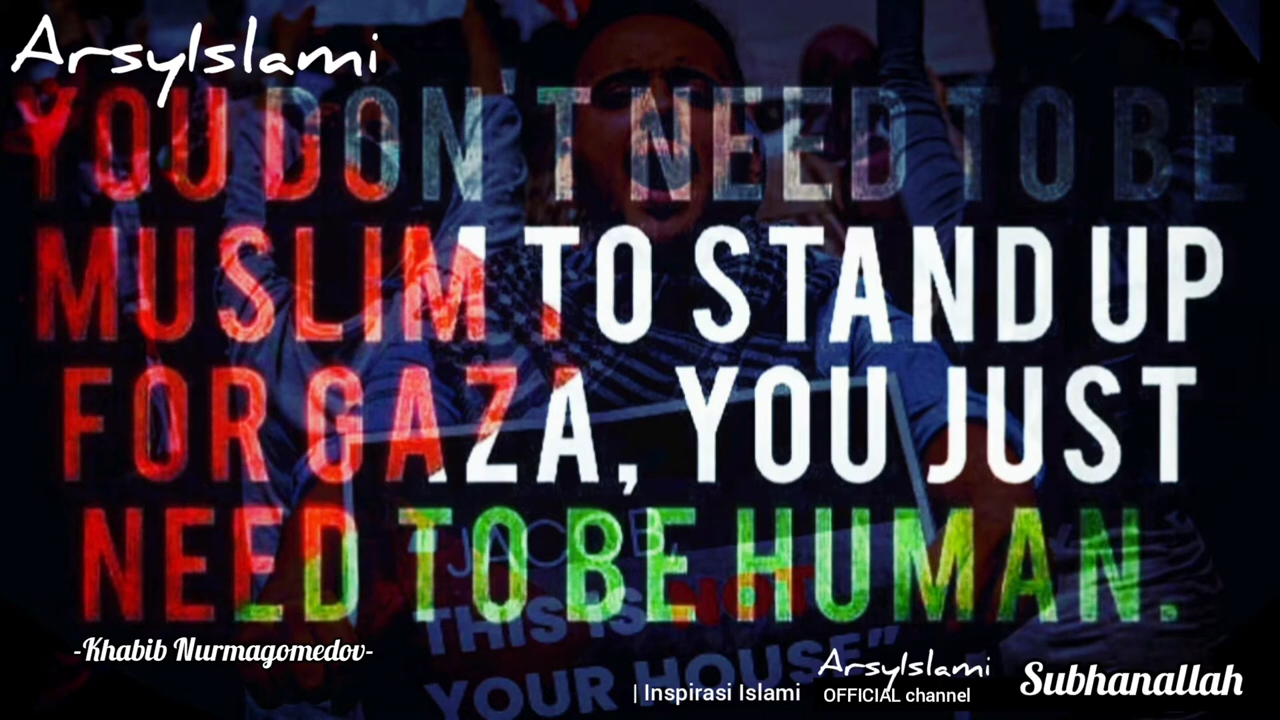 ArsyIslami
YOU DON'T NEED TO BE
MUSLIM TO STAND UP
FOR GAZA, YOU JUST
NEED TO BE HUMAN.
"JACOB,
THIS IS NOT
YOUR HOUSE"
-Khabib Nurmagomedov-
| Inspirasi Islami
ArsyIslami
OFFICIAL channel
Subhanallah